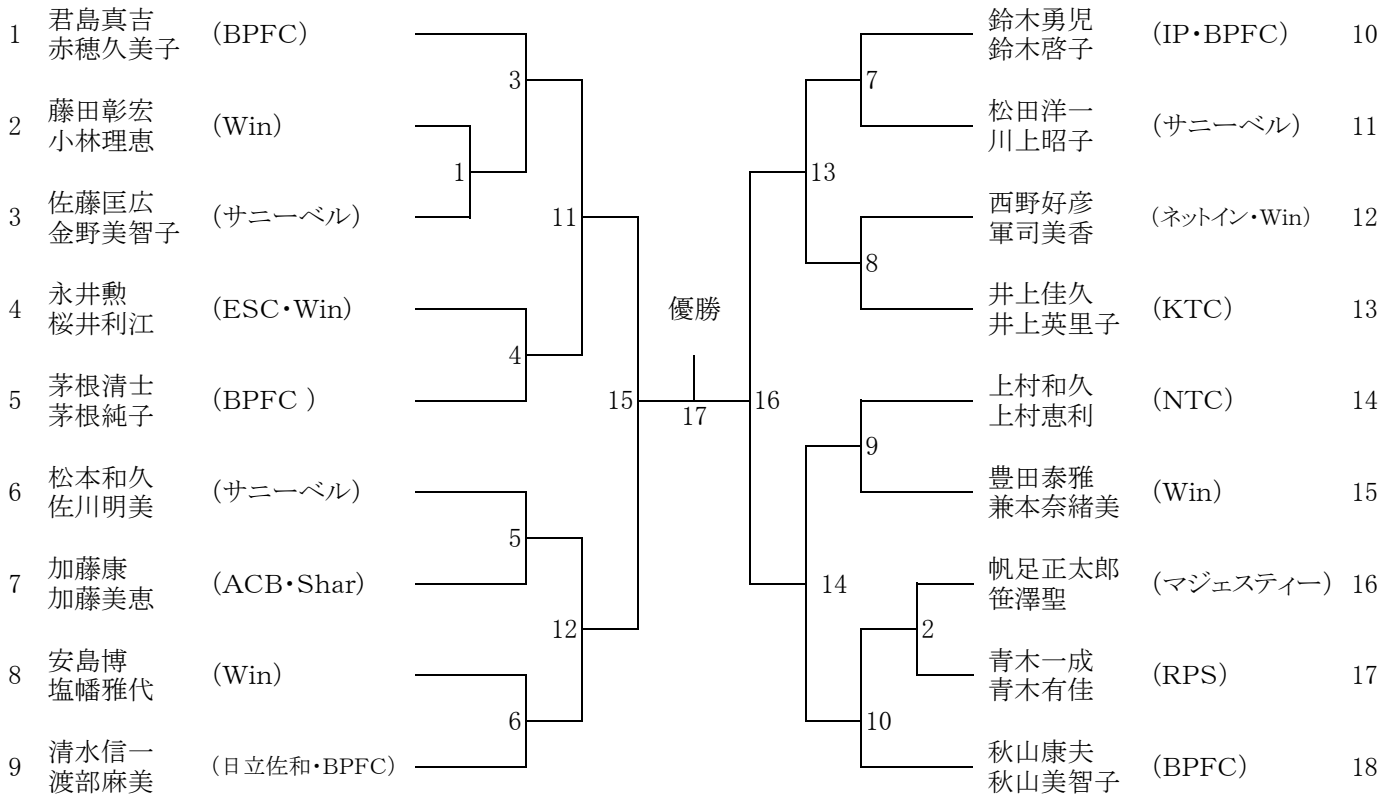 1 君島真吉 (BPFC)
赤穂久美子
2 藤田彰宏 (Win)
小林理恵
3 佐藤匡広 (サニーベル)
金野美智子
4 永井勲 (ESC・Win)
桜井利江
5 茅根清士 (BPFC )
茅根純子
6 松本和久 (サニーベル)
佐川明美
7 加藤康 (ACB・Shar)
加藤美恵
8 安島博 (Win)
塩幡雅代
9 清水信一 (日立佐和・BPFC)
渡部麻美
3
1
11
4
15
5
12
6
優勝
17
7
13
8
16
9
14
2
10
鈴木勇児 (IP・BPFC) 10
鈴木啓子
松田洋一 (サニーベル) 11
川上昭子
西野好彦 (ネットイン・Win) 12
軍司美香
井上佳久 (KTC) 13
井上英里子
上村和久 (NTC) 14
上村恵利
豊田泰雅 (Win) 15
兼本奈緒美
帆足正太郎 (マジェスティー) 16
笹澤聖
青木一成 (RPS) 17
青木有佳
秋山康夫 (BPFC) 18
秋山美智子